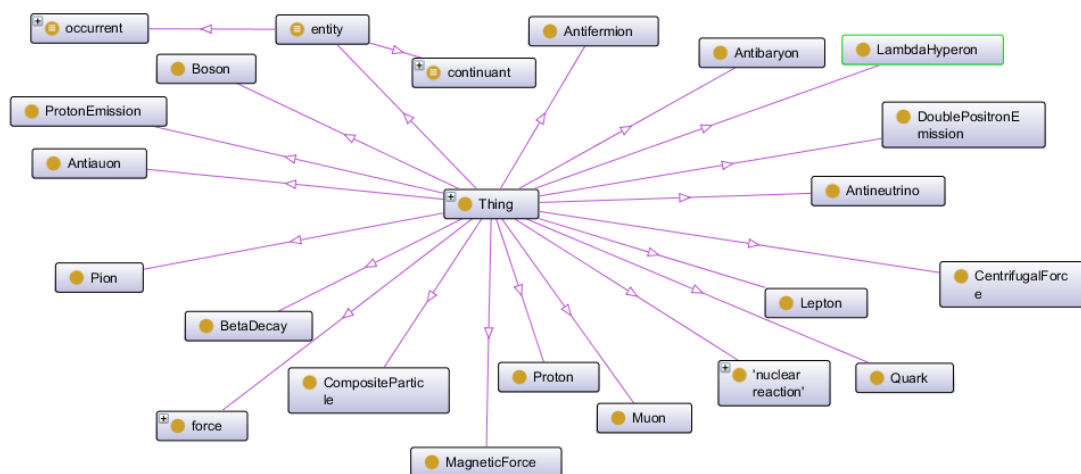 occurrent
entity
Antifermion
Antibaryon
LambdaHyperon
Boson
continuant
ProtonEmission
DoublePositronE
mission
Antiauon
Antineutrino
Thing
Pion
CentrifugalForc
e
Lepton
BetaDecay
CompositePartic
le
Proton
'nuclear
reaction'
Quark
force
Muon
MagneticForce